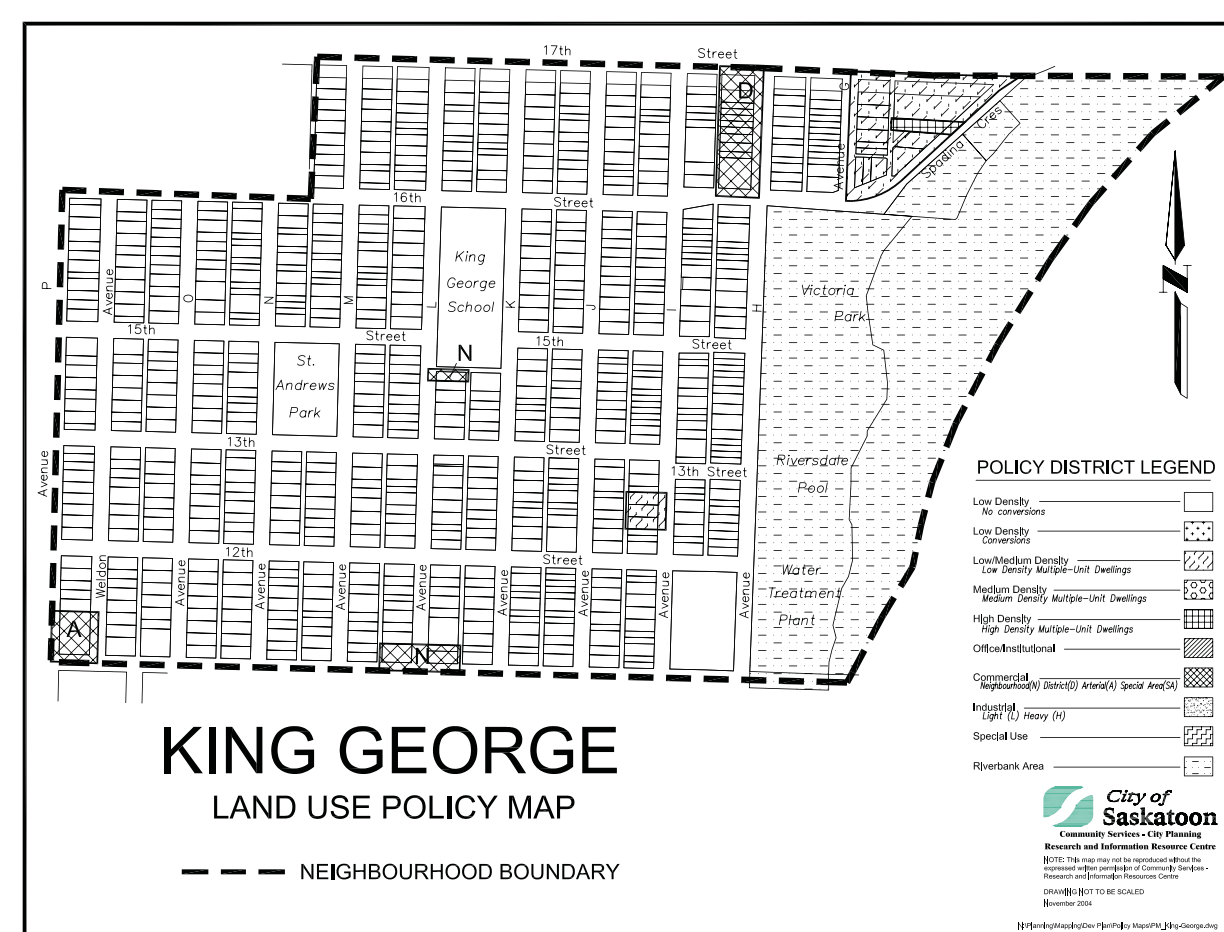 17th
Street
D
G
Avenue
Spadina Cres
16th
Street
P
Avenue
O
N
M
L
King
George
School
K
J
I
H
Victoria
Park
15th
Street
15th
Street
N
St.
Andrews
Park
13th
Street
13th Street
Avenue
Riversdale
Pool
12th
Street
Weldon
Avenue
Avenue
Avenue
Avenue
Avenue
Avenue
Avenue
Avenue
Water
Treatment
Plant
A
N
POLICY DISTRICT LEGEND
Low Density
No conversions
Low Density
Conversions
Low/Medium Density
Low Density Multiple-Unit Dwellings
Medium Density
Medium Density Multiple-Unit Dwellings
High Density
High Density Multiple-Unit Dwellings
Office/Institutional
Commercial
Neighbourhood(N) District(D) Arterial(A) Special Area(SA)
Industrial
Light (L) Heavy (H)
Special Use
Riverbank Area
KING GEORGE
LAND USE POLICY MAP
NEIGHBOURHOOD BOUNDARY
City of
Saskatoon
Community Services - City Planning
Research and Information Resource Centre
NOTE: This map may not be reproduced without the
expressed written permission of Community Services -
Research and Information Resources Centre
DRAWING NOT TO BE SCALED
November 2004
N:\Planning\Mapping\Dev Plan\Policy Maps\PM_King-George.dwg